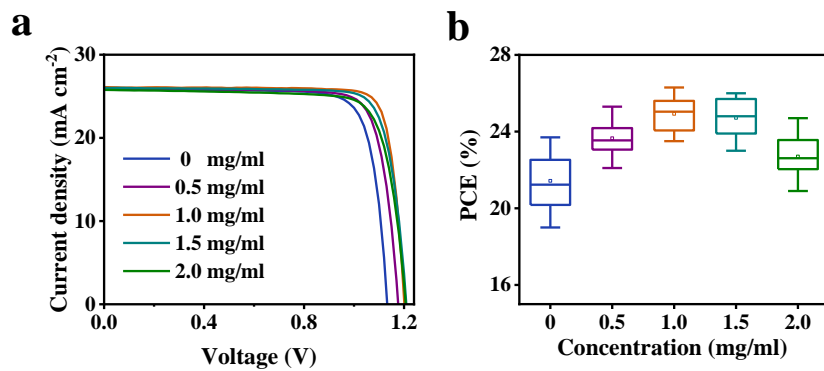 a
Current density (mA cm-2)
30
20
10
0
0 mg/ml
0.5 mg/ml
1.0 mg/ml
1.5 mg/ml
2.0 mg/ml
0.0 0.4 0.8 1.2
Voltage (V)
b
PCE (%)
28
24
20
16
0 0.5 1.0 1.5 2.0
Concentration (mg/ml)